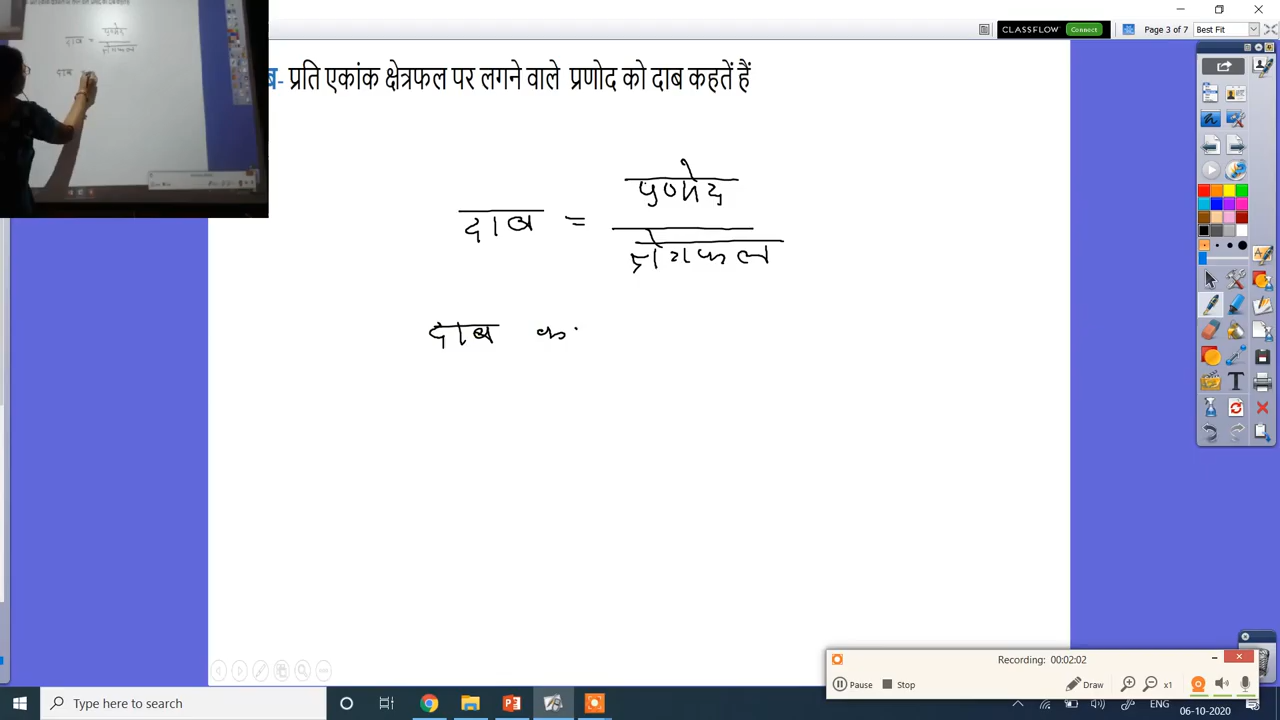 CLASSFLOW Connect
Page 3 of 7
Best Fit
ब- प्रति एकांक क्षेत्रफल पर लगने वाले प्रणोद को दाब कहतें हैं
प्रणोद
दाब =
क्षेत्रफल
दाब क
Recording: 00:02:02
Pause
Stop
Draw
x1
Type here to search
ENG
06-10-2020